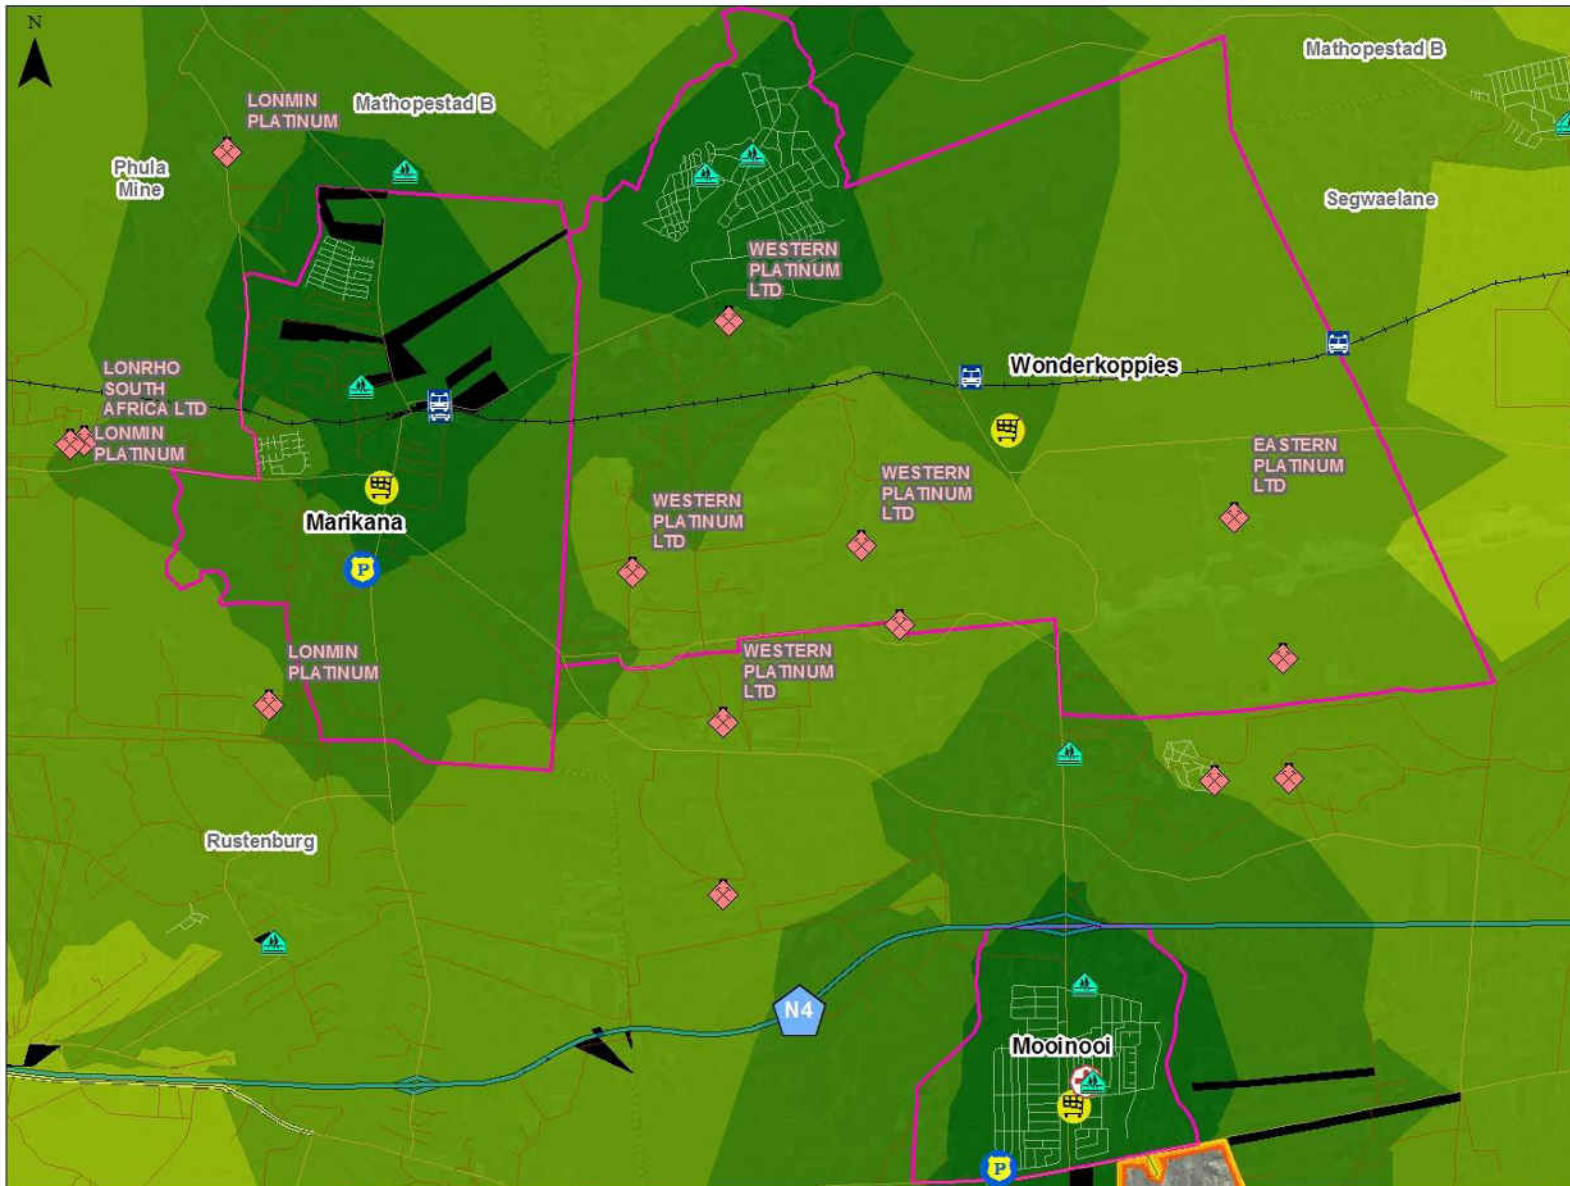 N
Mathopestad B
LONMIN
PLATINUM
Mathopestad B
Phula
Mine
Segwaelane
WESTERN
PLATINUM
LTD
Wonderkoppies
LONRHO
SOUTH
AFRICA LTD
LONMIN
PLATINUM
EASTERN
PLATINUM
LTD
WESTERN
PLATINUM
LTD
WESTERN
PLATINUM
LTD
Marikana
P
LONMIN
PLATINUM
WESTERN
PLATINUM
LTD
Rustenburg
N4
Mooinooi
P